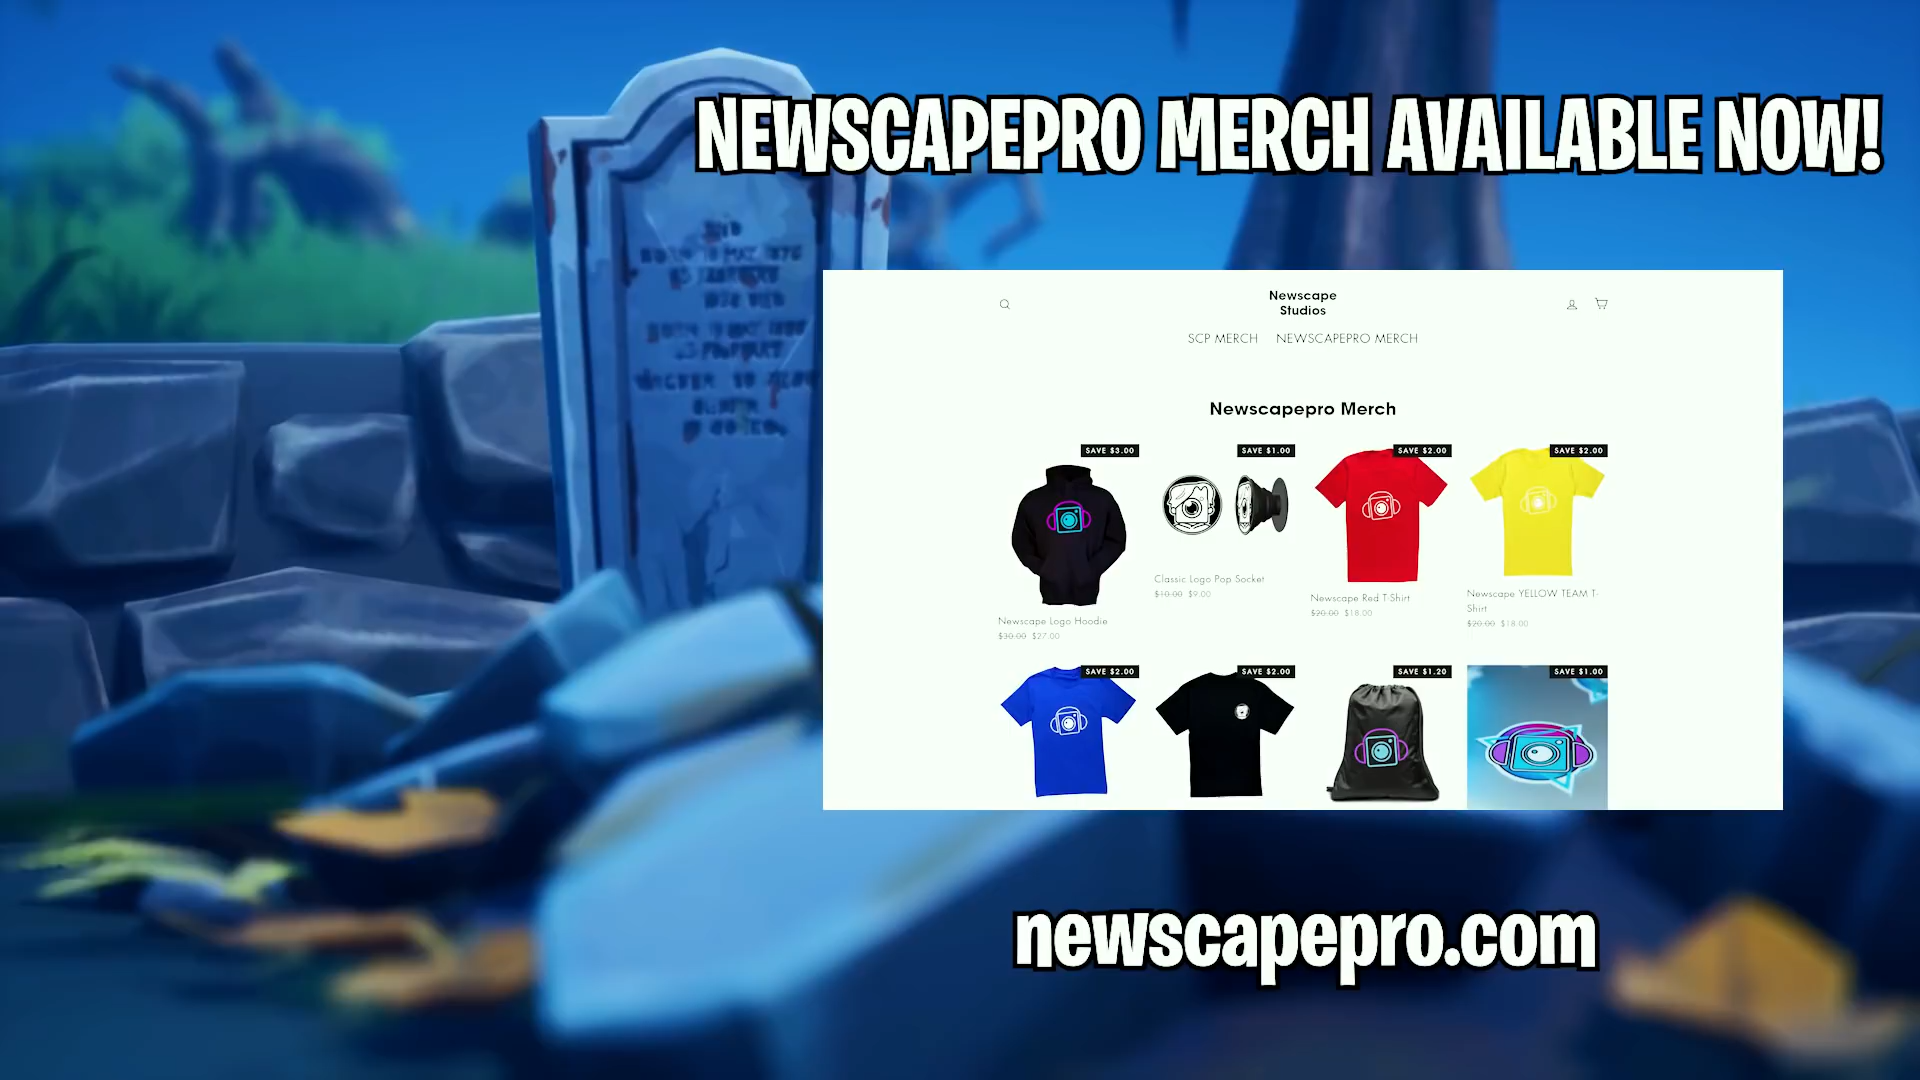 NEWSCAPEPRO MERCH AVAILABLE NOW!
Newscape
Studios
SCP MERCH NEWSCAPEPRO MERCH
Newscapepro Merch
SAVE $3.00 SAVE $1.00 SAVE $2.00 SAVE $2.00
Classic Logo Pop Socket
$10.00 $9.00
Newscape Red T-Shirt
$20.00 $18.00
Newscape YELLOW TEAM T-
Shirt
$20.00 $18.00
Newscape Logo Hoodie
$30.00 $27.00
SAVE $2.00 SAVE $2.00 SAVE $1.20 SAVE $1.00
newscapepro.com